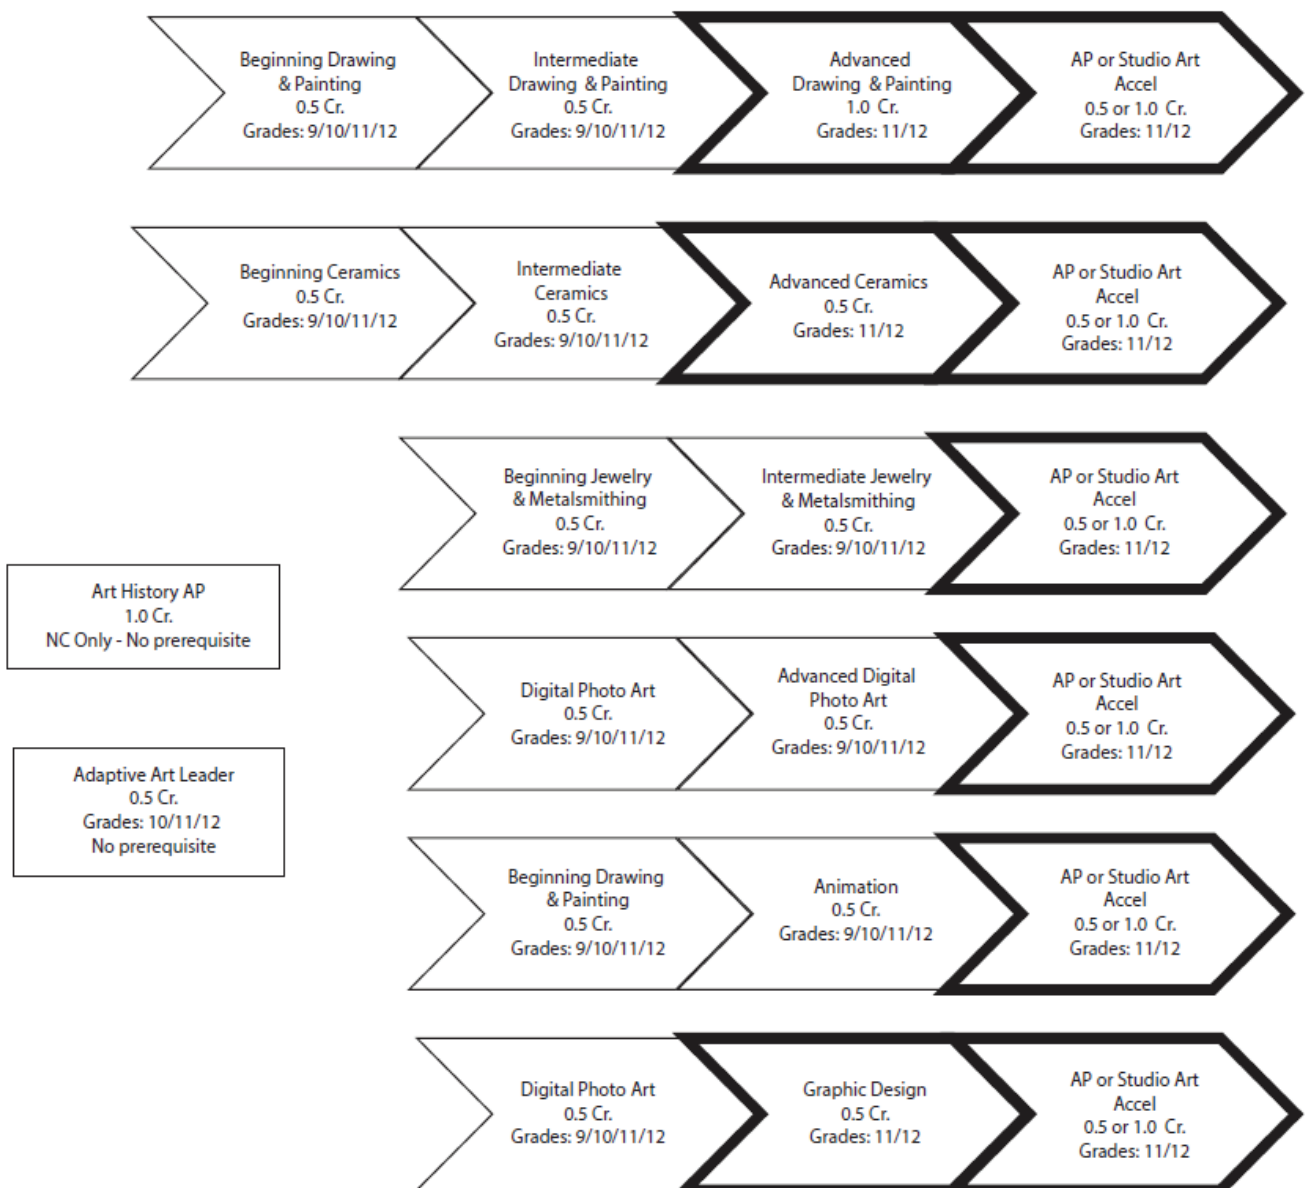 Beginning Drawing
& Painting
0.5 Cr.
Grades: 9/10/11/12
Intermediate
Drawing & Painting
0.5 Cr.
Grades: 9/10/11/12
Advanced
Drawing & Painting
1.0 Cr.
Grades: 11/12
AP or Studio Art
Accel
0.5 or 1.0 Cr.
Grades: 11/12
Beginning Ceramics
0.5 Cr.
Grades: 9/10/11/12
Intermediate
Ceramics
0.5 Cr.
Grades: 9/10/11/12
Advanced Ceramics
0.5 Cr.
Grades: 11/12
AP or Studio Art
Accel
0.5 or 1.0 Cr.
Grades: 11/12
Beginning Jewelry
& Metalsmithing
0.5 Cr.
Grades: 9/10/11/12
Intermediate Jewelry
& Metalsmithing
0.5 Cr.
Grades: 9/10/11/12
AP or Studio Art
Accel
0.5 or 1.0 Cr.
Grades: 11/12
Art History AP
1.0 Cr.
NC Only - No prerequisite
Digital Photo Art
0.5 Cr.
Grades: 9/10/11/12
Advanced Digital
Photo Art
0.5 Cr.
Grades: 9/10/11/12
AP or Studio Art
Accel
0.5 or 1.0 Cr.
Grades: 11/12
Adaptive Art Leader
0.5 Cr.
Grades: 10/11/12
No prerequisite
Beginning Drawing
& Painting
0.5 Cr.
Grades: 9/10/11/12
Animation
0.5 Cr.
Grades: 9/10/11/12
AP or Studio Art
Accel
0.5 or 1.0 Cr.
Grades: 11/12
Digital Photo Art
0.5 Cr.
Grades: 9/10/11/12
Graphic Design
0.5 Cr.
Grades: 11/12
AP or Studio Art
Accel
0.5 or 1.0 Cr.
Grades: 11/12